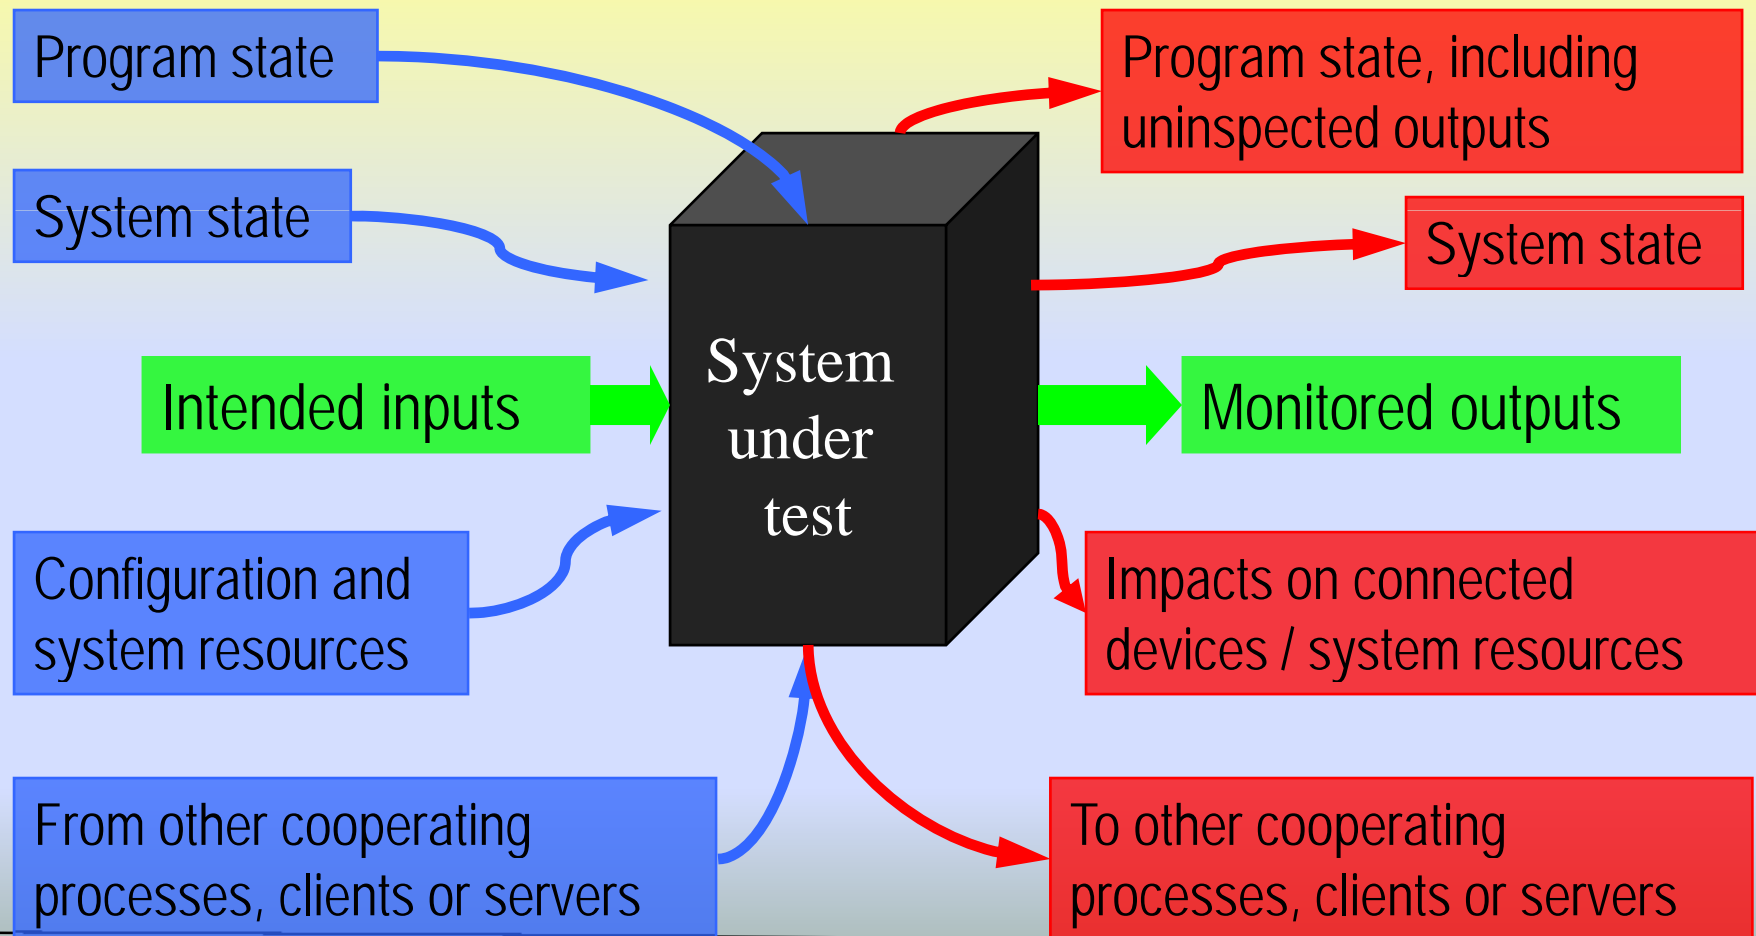 Program state
Program state, including
uninspected outputs
System state
System state
Intended inputs
System
under
test
Monitored outputs
Configuration and
system resources
Impacts on connected
devices / system resources
From other cooperating
processes, clients or servers
To other cooperating
processes, clients or servers